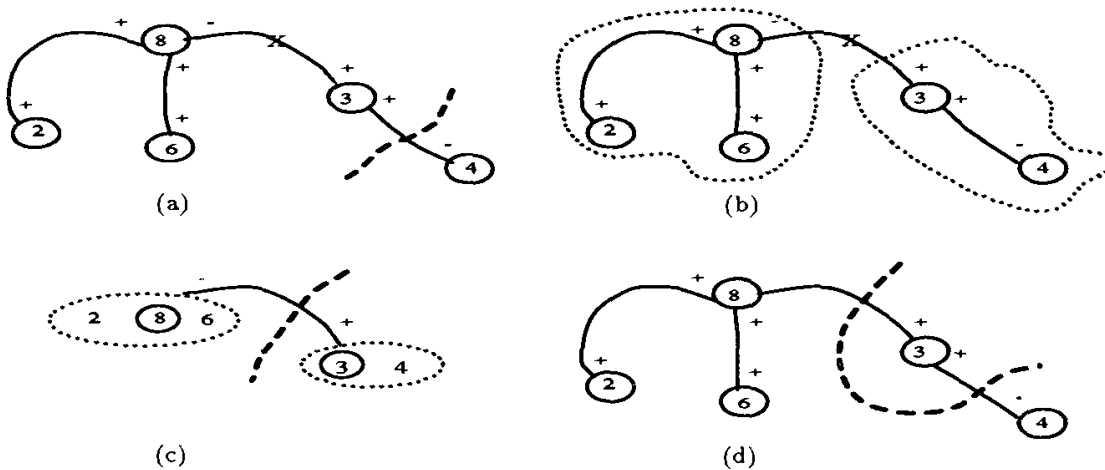 + 8 - X
+
+ 3 +
+ 2
+ 6
- 4
(a)
+ 8 - X
+
+ 3 +
2
+ 6
- 4
(b)
-
2 8 6
+
3 4
(c)
+ 8
+
+ 3 +
+ 2
+ 6
- 4
(d)